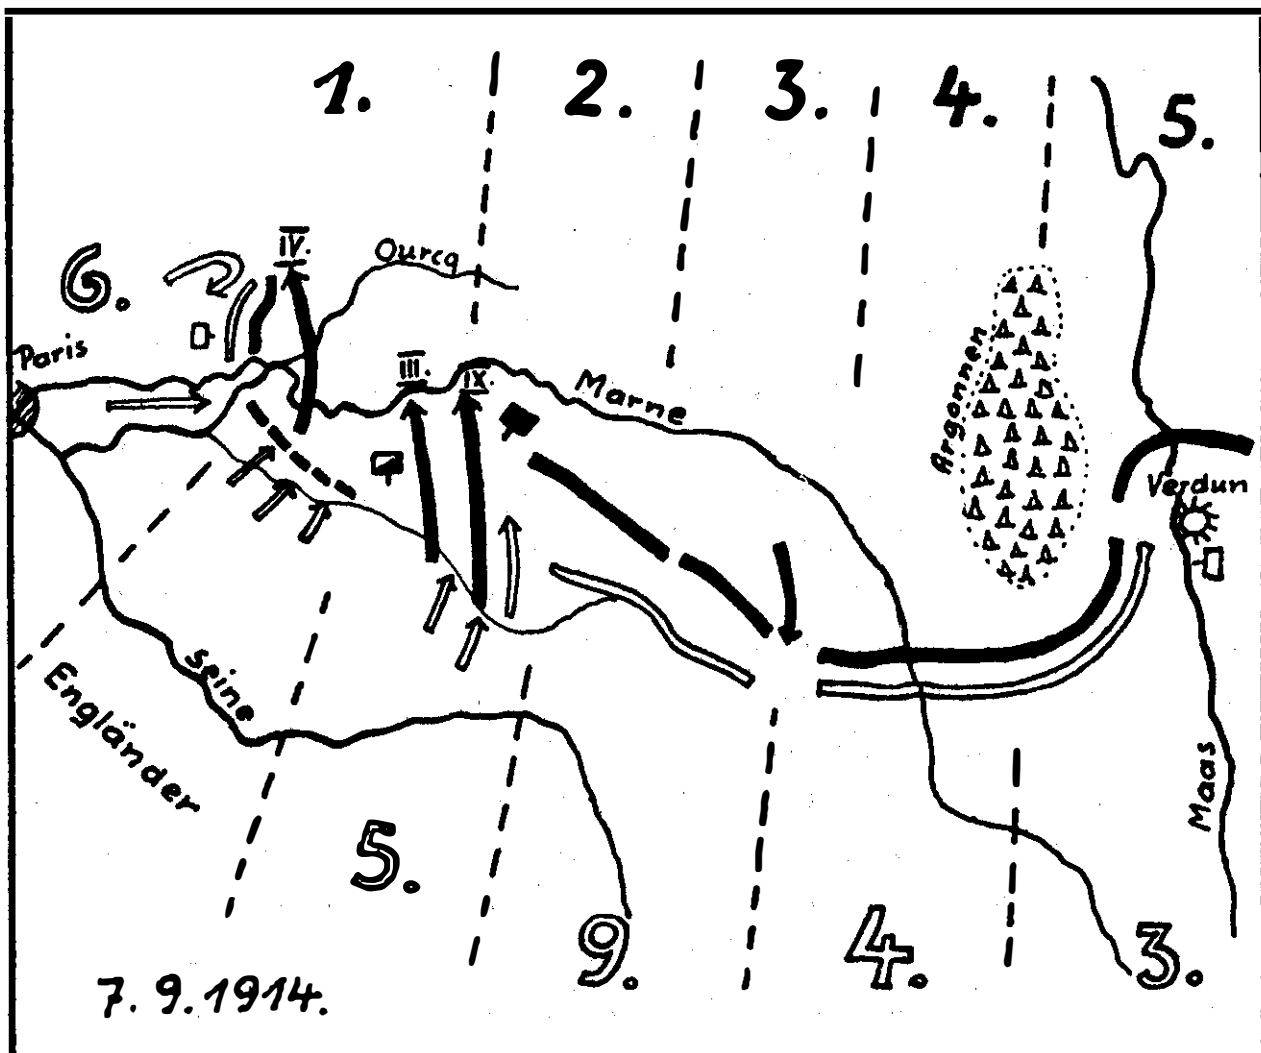 1.
2.
3.
4.
5.
6.
IV.
Ourcq
Paris
III.
IX.
Marne
Argonnen
Verdun
Seine
Engländer
Maas
5.
9.
4.
3.
7. 9. 1914.